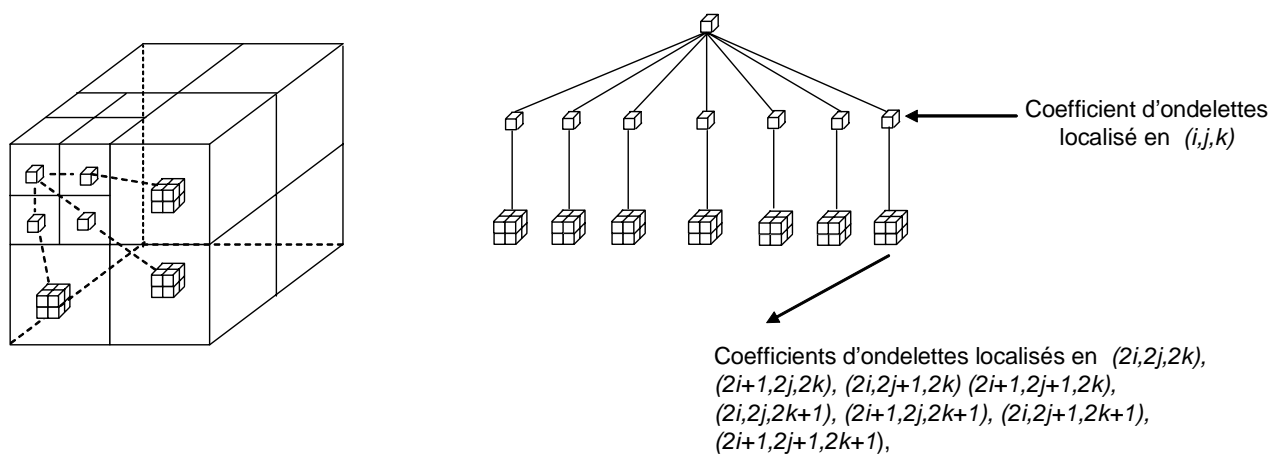 Coefficient d'ondelettes
localisé en (i,j,k)
Coefficients d'ondelettes localisés en (2i,2j,2k),
(2i+1,2j,2k), (2i,2j+1,2k) (2i+1,2j+1,2k),
(2i,2j,2k+1), (2i+1,2j,2k+1), (2i,2j+1,2k+1),
(2i+1,2j+1,2k+1),